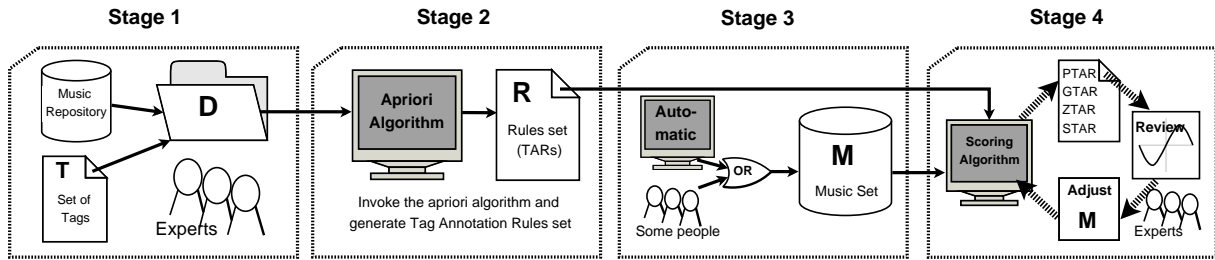 Stage 1
Music
Repository
D
T
Set of
Tags
Experts
Stage 2
Apriori
Algorithm
R
Rules set
(TARs)
Invoke the apriori algorithm and
generate Tag Annotation Rules set
Stage 3
Auto-
matic
OR
Some people
M
Music Set
Stage 4
Scoring
Algorithm
PTAR
GTAR
ZTAR
STAR
Review
Adjust
M
Experts